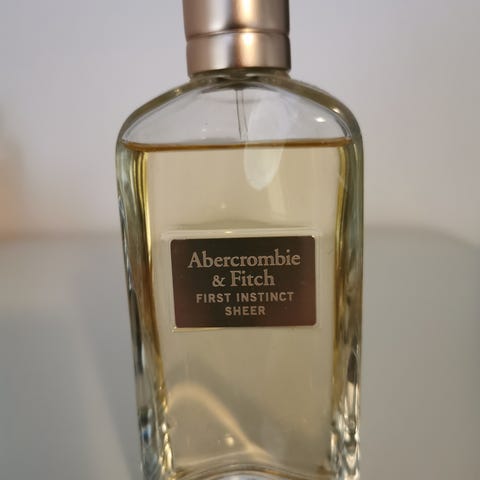 Abercrombie
& Fitch
FIRST INSTINCT
SHEER